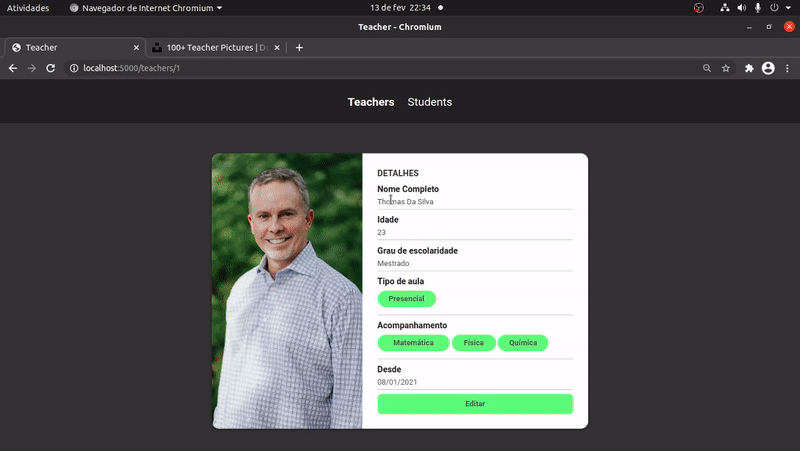 Atividades
Navegador de Internet Chromium
13 de fev 22:34
Teacher - Chromium
Teacher
100+ Teacher Pictures | Do
localhost:5000/teachers/1
Teachers
Students
DETALHES
Nome Completo
Thomas Da Silva
Idade
23
Grau de escolaridade
Mestrado
Tipo de aula
Presencial
Acompanhamento
Matemática
Física
Química
Desde
08/01/2021
Editar